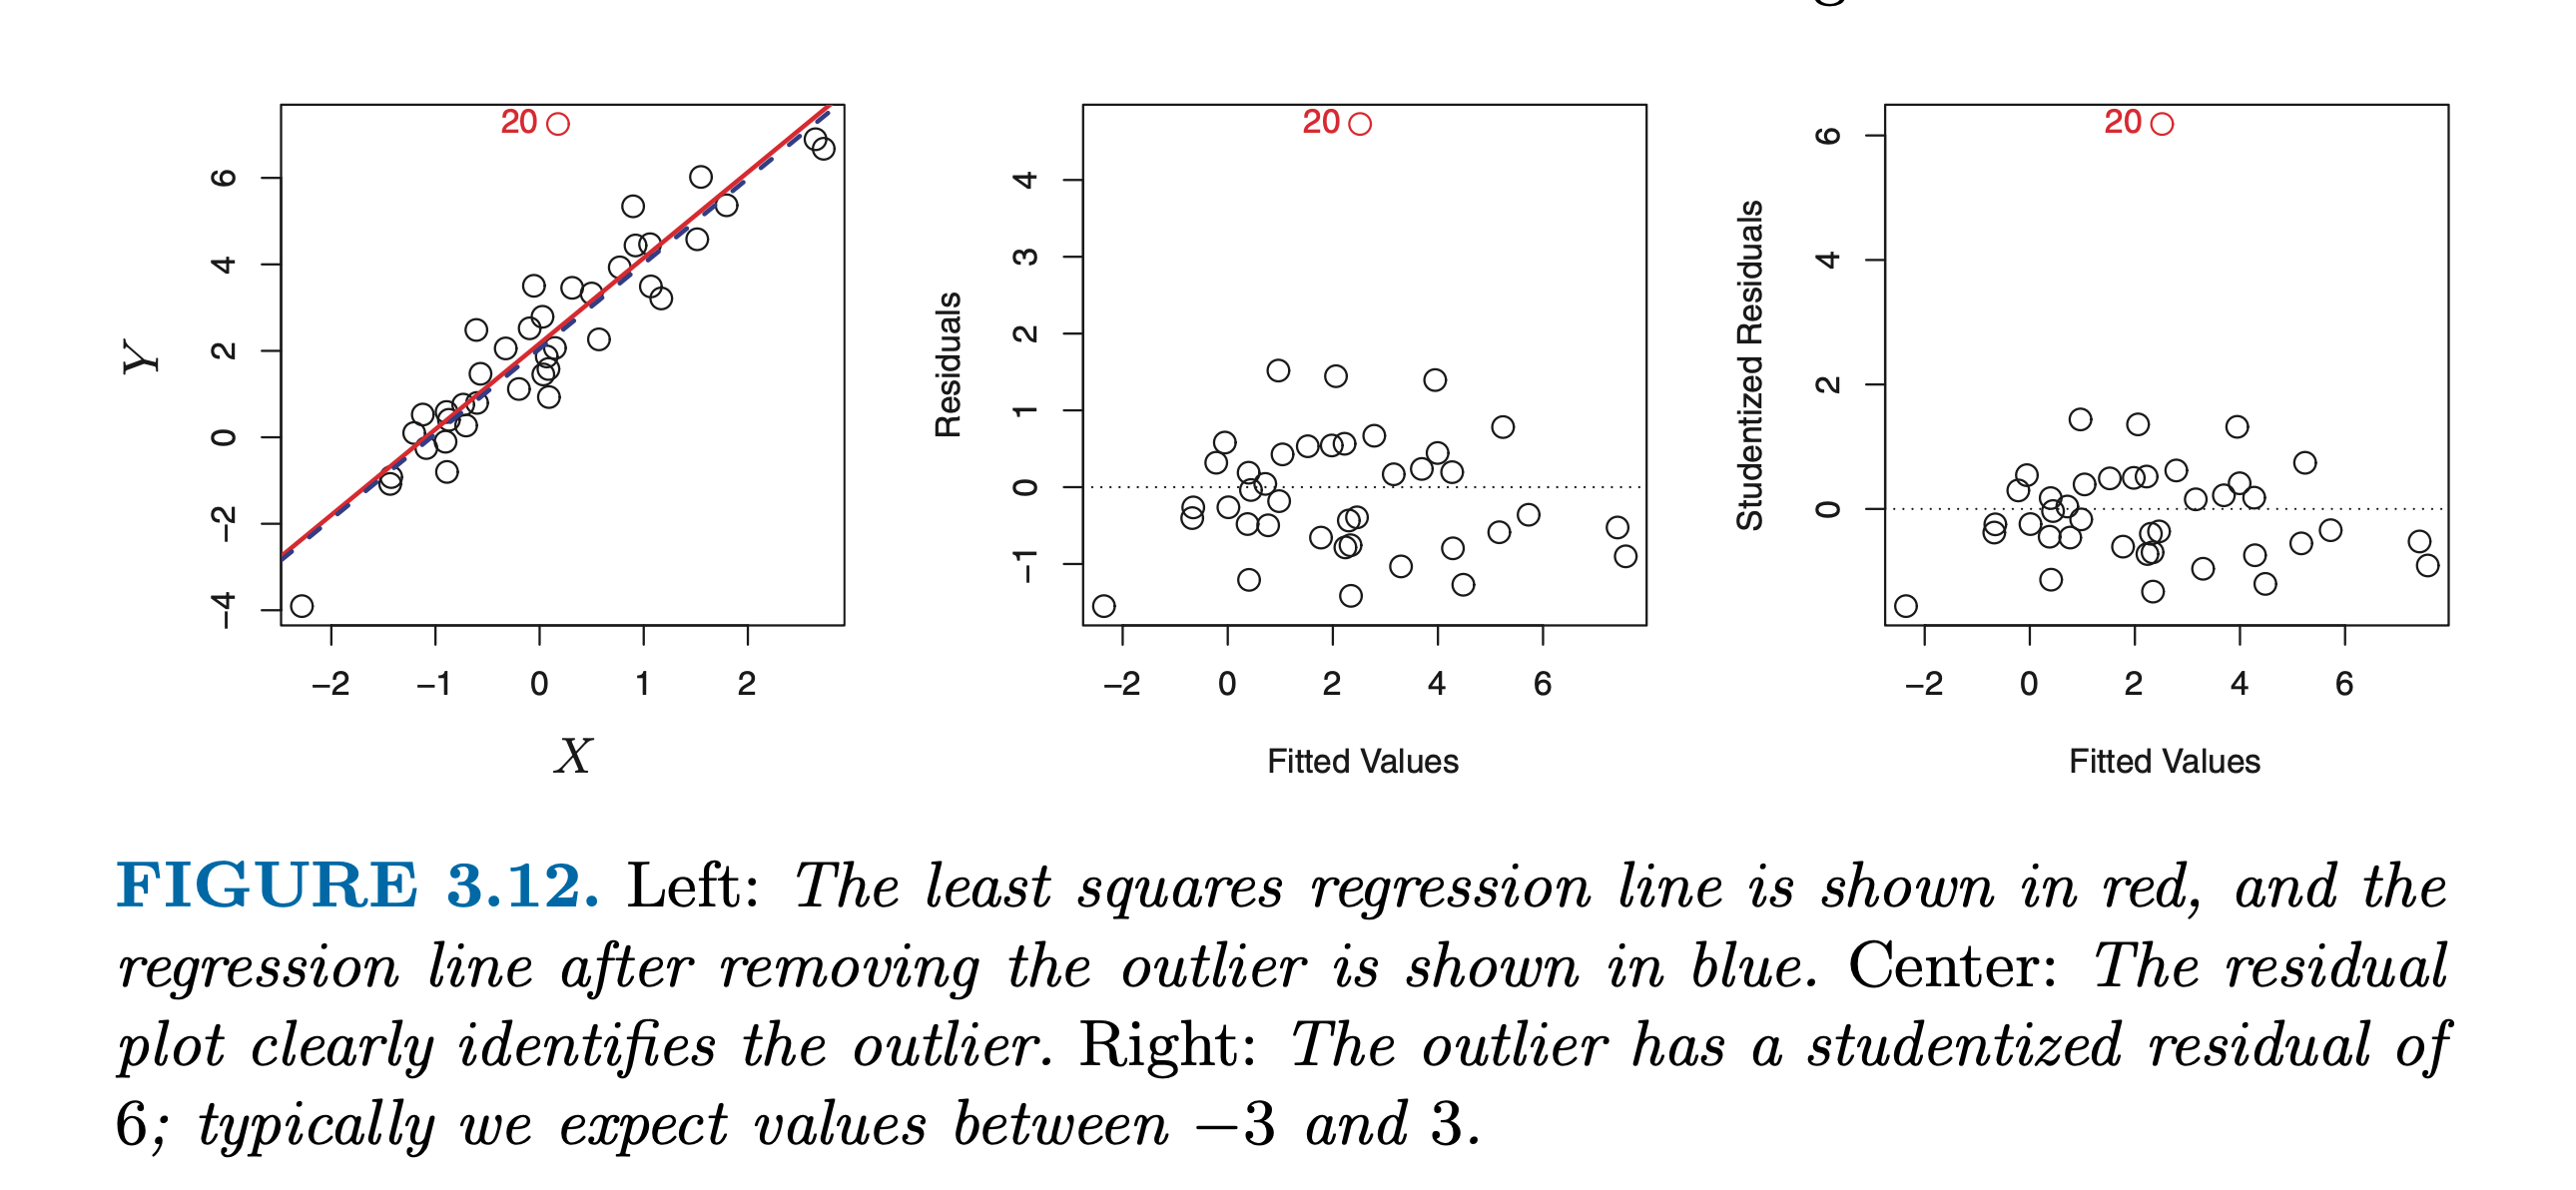 20
6
4
2
0
−2
−4
Y
−2 −1 0 1 2
X
20
4
3
2
1
0
−1
Residuals
−2 0 2 4 6
Fitted Values
20
6
4
2
0
Studentized Residuals
−2 0 2 4 6
Fitted Values
FIGURE 3.12. Left: The least squares regression line is shown in red, and the
regression line after removing the outlier is shown in blue. Center: The residual
plot clearly identifies the outlier. Right: The outlier has a studentized residual of
6; typically we expect values between −3 and 3.